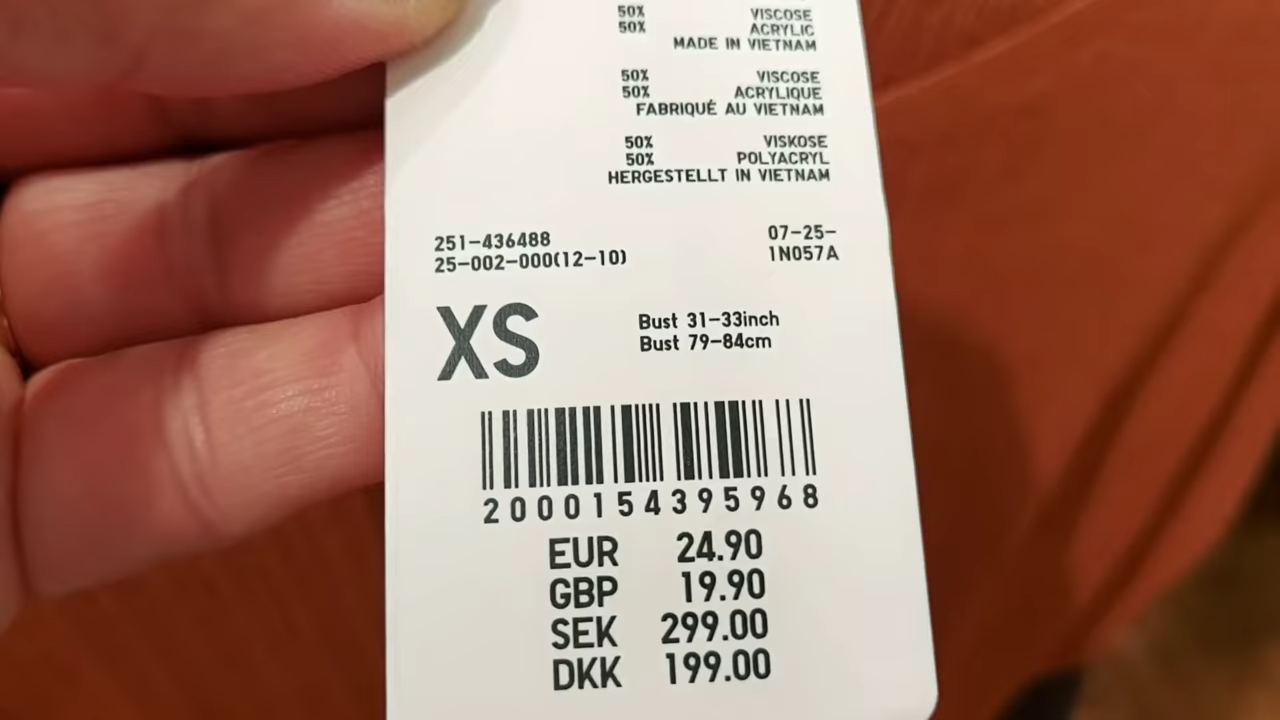 50% VISCOSE
50% ACRYLIC
MADE IN VIETNAM
50% VISCOSE
50% ACRYLIQUE
FABRIQUÉ AU VIETNAM
50% VISKOSE
50% POLYACRYL
HERGESTELLT IN VIETNAM
251-436488 07-25-
25-002-000(12-10) 1N057A
XS
Bust 31-33inch
Bust 79-84cm
2000154395968
EUR 24.90
GBP 19.90
SEK 299.00
DKK 199.00